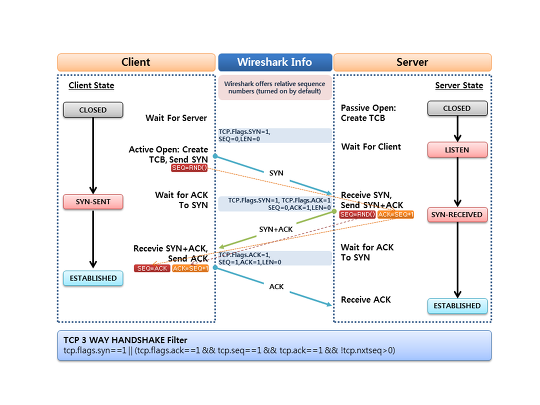 Client
Wireshark Info
Server
Client State
Wireshark offers relative sequence
numbers (turned on by default)
Server State
CLOSED
Wait For Server
Passive Open:
Create TCB
CLOSED
TCP.Flags.SYN=1,
SEQ=0,LEN=0
Active Open: Create
TCB, Send SYN
SEQ=RND()
Wait For Client
LISTEN
SYN
SYN-SENT
Wait for ACK
To SYN
TCP.Flags.SYN=1, TCP.Flags.ACK=1
SEQ=0,ACK=1,LEN=0
Receive SYN,
Send SYN+ACK
SEQ=RND()
ACK=SEQ+1
SYN-RECEIVED
SYN+ACK
Recevie SYN+ACK,
Send ACK
SEQ=ACK
ACK=SEQ+1
TCP.Flags.ACK=1,
SEQ=1,ACK=1,LEN=0
Wait for ACK
To SYN
ESTABLISHED
ACK
Receive ACK
ESTABLISHED
TCP 3 WAY HANDSHAKE Filter
tcp.flags.syn==1 || (tcp.flags.ack==1 && tcp.seq==1 && tcp.ack==1 && !tcp.nxtseq>0)